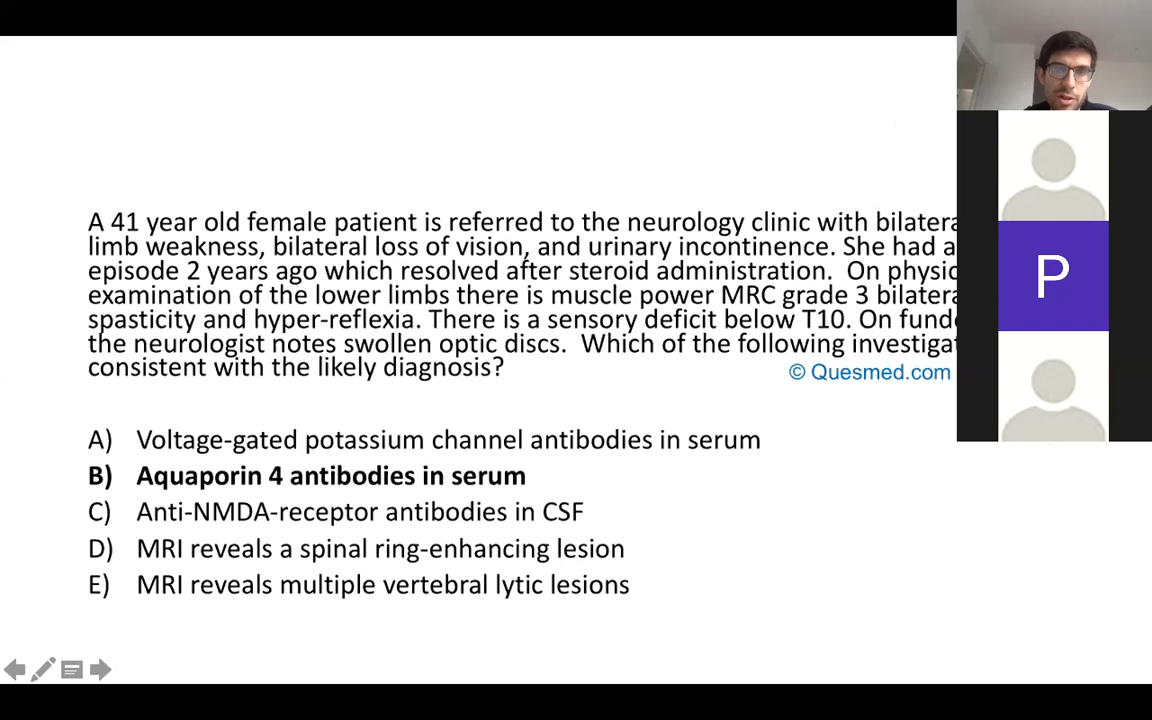 A 41 year old female patient is referred to the neurology clinic with
limb weakness, bilateral loss of vision, and urinary incontinence. She had a
episode 2 years ago which resolved after steroid administration. On
examination of the lower limbs there is muscle power MRC grade 3
spasticity and hyper-reflexia. There is a sensory deficit below T10. On
the neurologist notes swollen optic discs. Which of the following
consistent with the likely diagnosis?
© Quesmed.com
A) Voltage-gated potassium channel antibodies in serum
B) Aquaporin 4 antibodies in serum
C) Anti-NMDA-receptor antibodies in CSF
D) MRI reveals a spinal ring-enhancing lesion
E) MRI reveals multiple vertebral lytic lesions
P